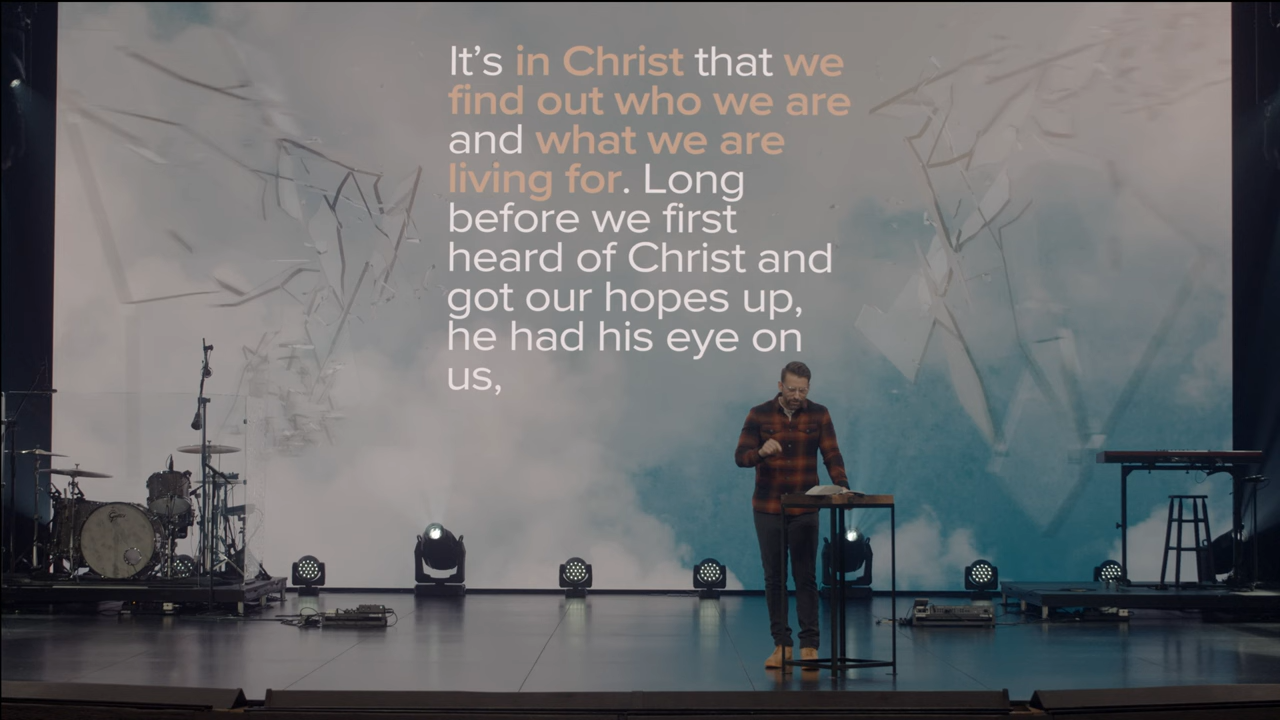 It's in Christ that we
find out who we are
and what we are
living for. Long
before we first
heard of Christ and
got our hopes up,
he had his eye on
us,